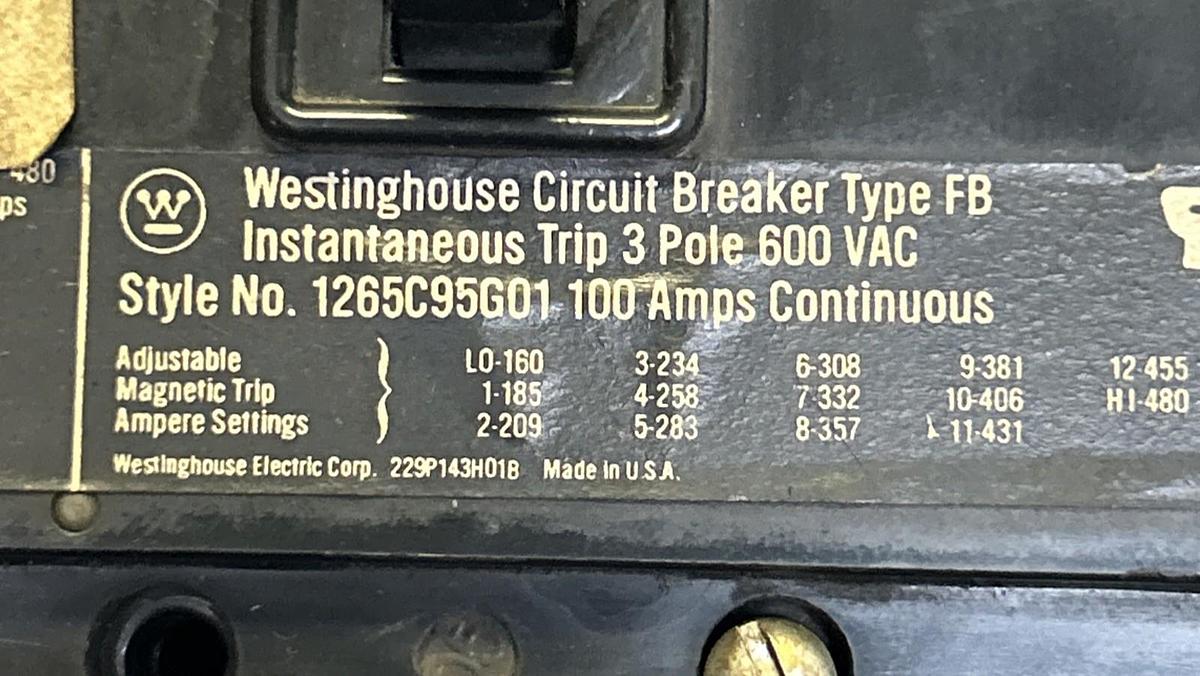 480
ps
W
Westinghouse Circuit Breaker Type FB
Instantaneous Trip 3 Pole 600 VAC
Style No. 1265C95G01 100 Amps Continuous
Adjustable LO-160 3-234 6-308 9-381 12-455
Magnetic Trip 1-185 4-258 7-332 10-406 HI-480
Ampere Settings 2-209 5-283 8-357 11-431
Westinghouse Electric Corp. 229P143H01B Made in U.S.A.